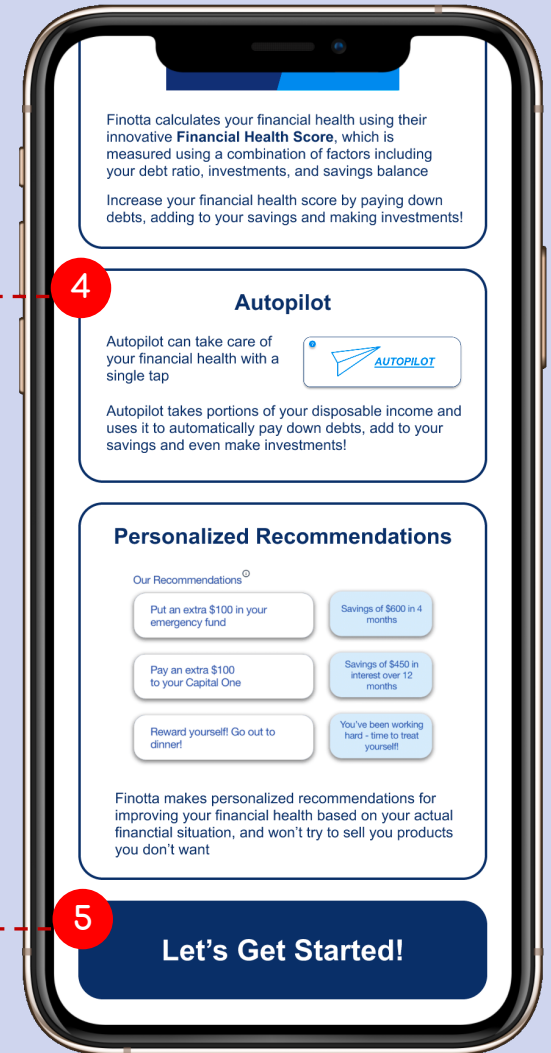 Finotta calculates your financial health using their
innovative Financial Health Score, which is
measured using a combination of factors including
your debt ratio, investments, and savings balance
Increase your financial health score by paying down
debts, adding to your savings and making investments!
4
Autopilot
Autopilot can take care of
your financial health with a
single tap
AUTOPILOT
Autopilot takes portions of your disposable income and
uses it to automatically pay down debts, add to your
savings and even make investments!
Personalized Recommendations
Our Recommendations
Put an extra $100 in your
emergency fund
Savings of $600 in 4
months
Pay an extra $100
to your Capital One
Savings of $450 in
interest over 12
months
Reward yourself! Go out to
dinner!
You've been working
hard - time to treat
yourself!
Finotta makes personalized recommendations for
improving your financial health based on your actual
financtial situation, and won't try to sell you products
you don't want
5
Let's Get Started!